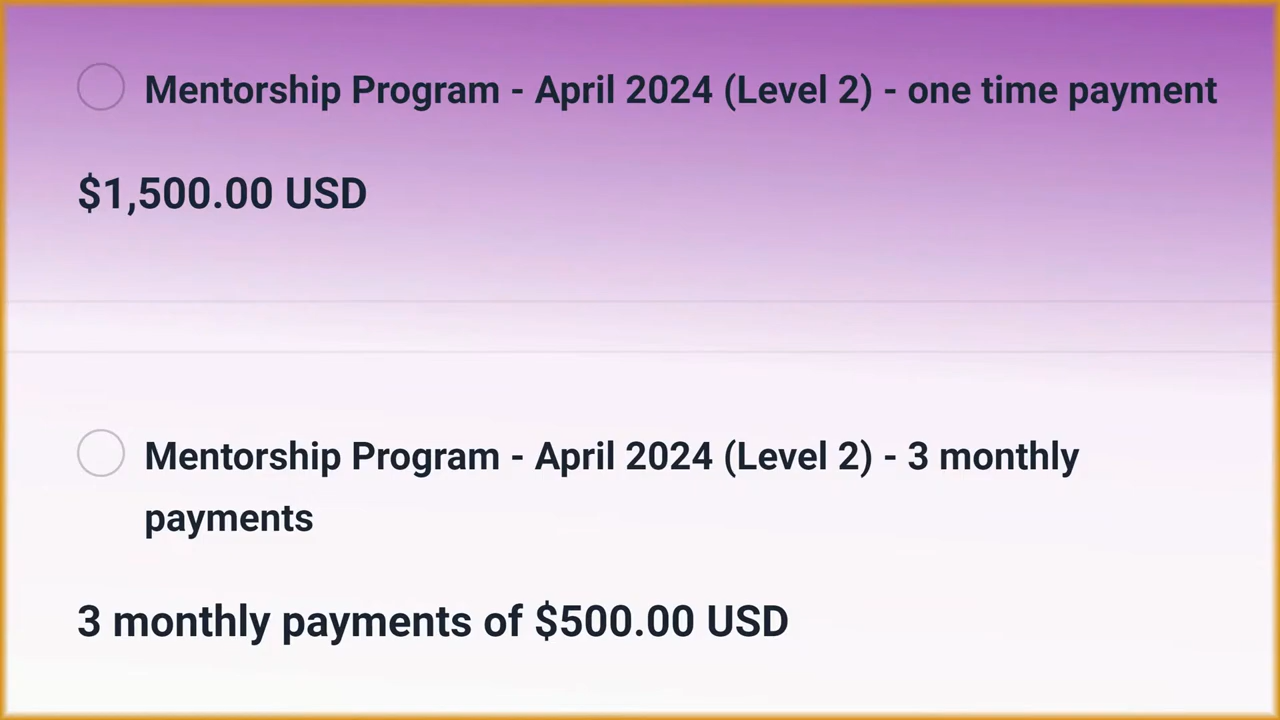 Mentorship Program - April 2024 (Level 2) - one time payment
$1,500.00 USD
Mentorship Program - April 2024 (Level 2) - 3 monthly
payments
3 monthly payments of $500.00 USD